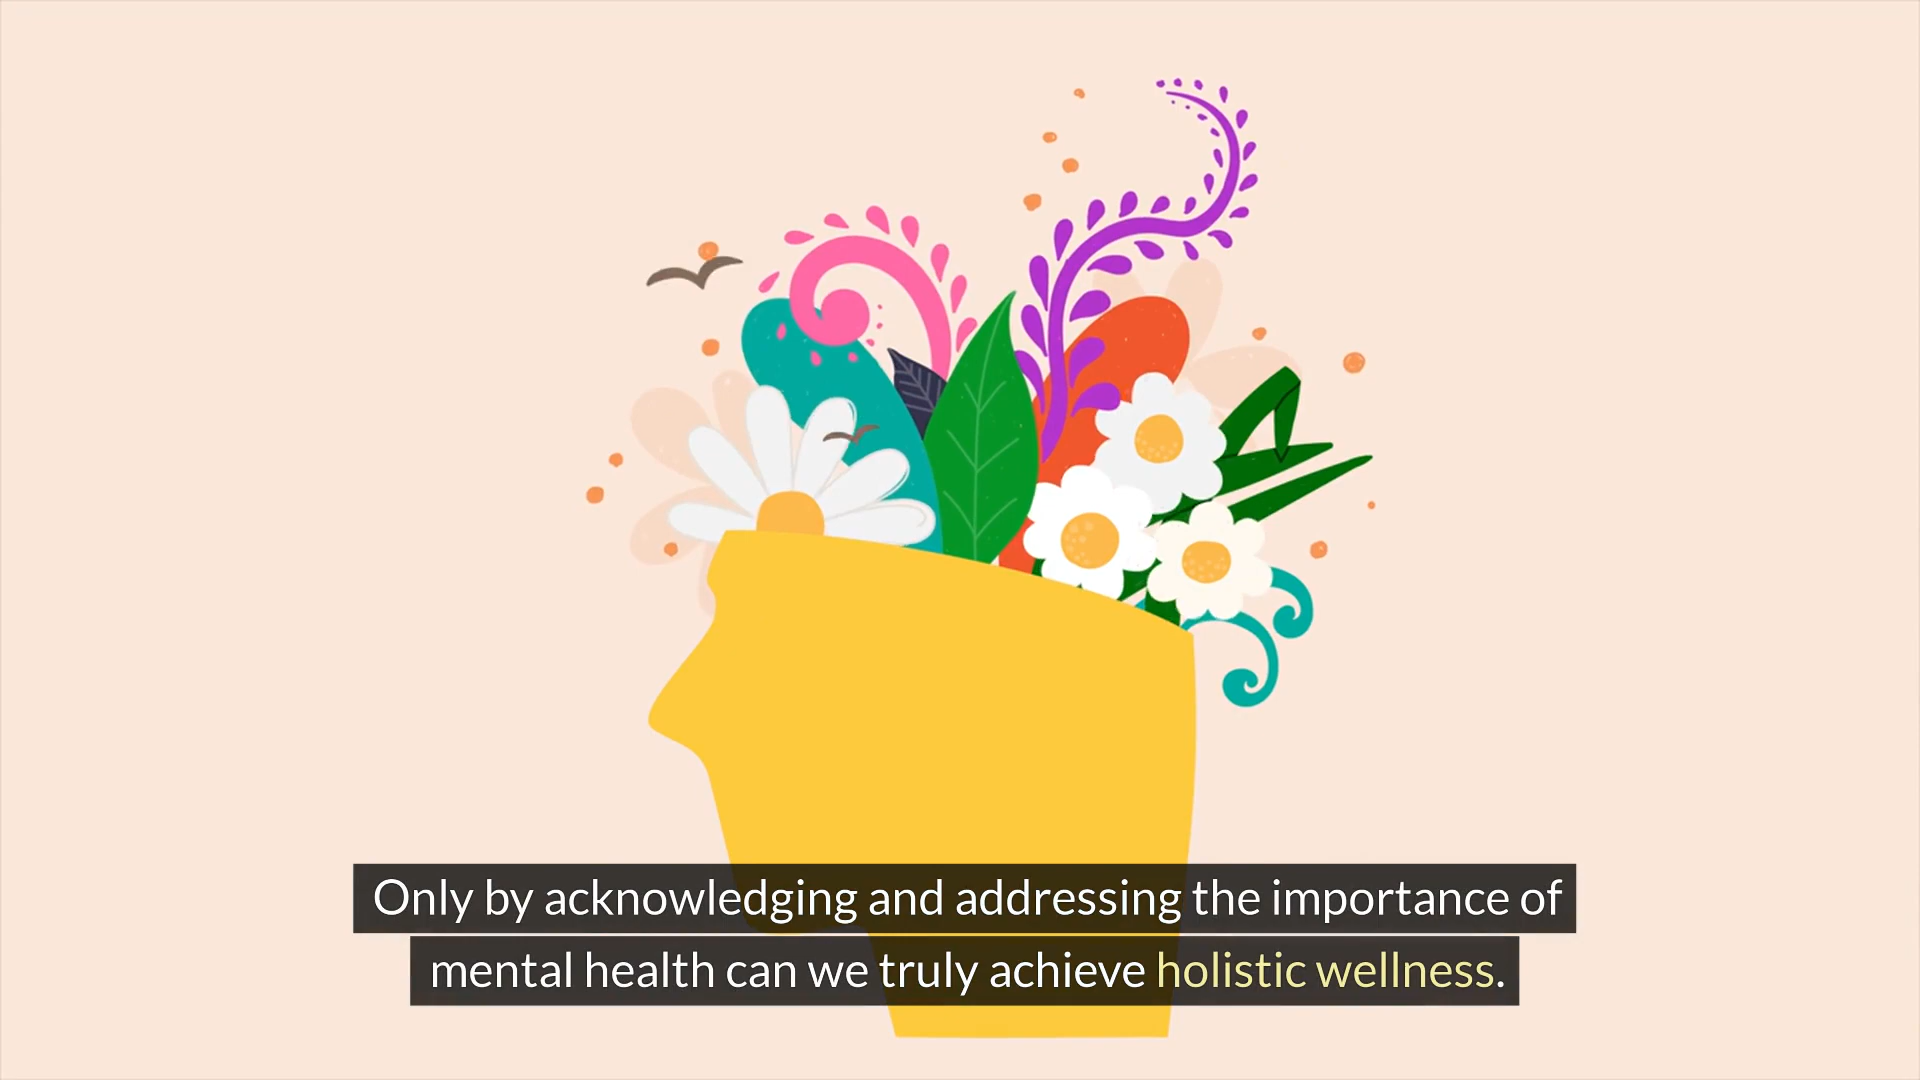 Only by acknowledging and addressing the importance of
mental health can we truly achieve holistic wellness.